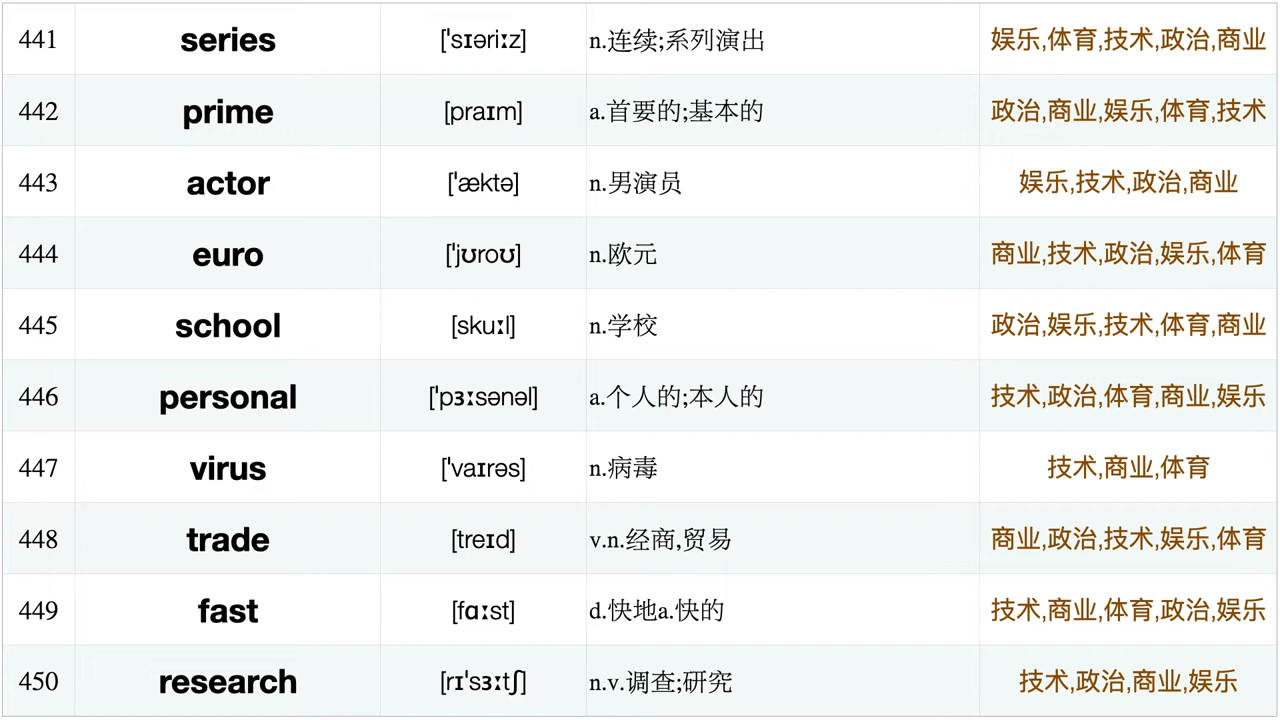 441 series ['sɪəriːz] n.连续;系列演出 娱乐,体育,技术,政治,商业
442 prime [praɪm] a.首要的;基本的 政治,商业,娱乐,体育,技术
443 actor ['æktə] n.男演员 娱乐,技术,政治,商业
444 euro ['jʊroʊ] n.欧元 商业,技术,政治,娱乐,体育
445 school [skuːl] n.学校 政治,娱乐,技术,体育,商业
446 personal ['pɜːsənəl] a.个人的;本人的 技术,政治,体育,商业,娱乐
447 virus ['vaɪrəs] n.病毒 技术,商业,体育
448 trade [treɪd] v.n.经商,贸易 商业,政治,技术,娱乐,体育
449 fast [fɑːst] d.快地a.快的 技术,商业,体育,政治,娱乐
450 research [rɪ'sɜːtʃ] n.v.调查;研究 技术,政治,商业,娱乐